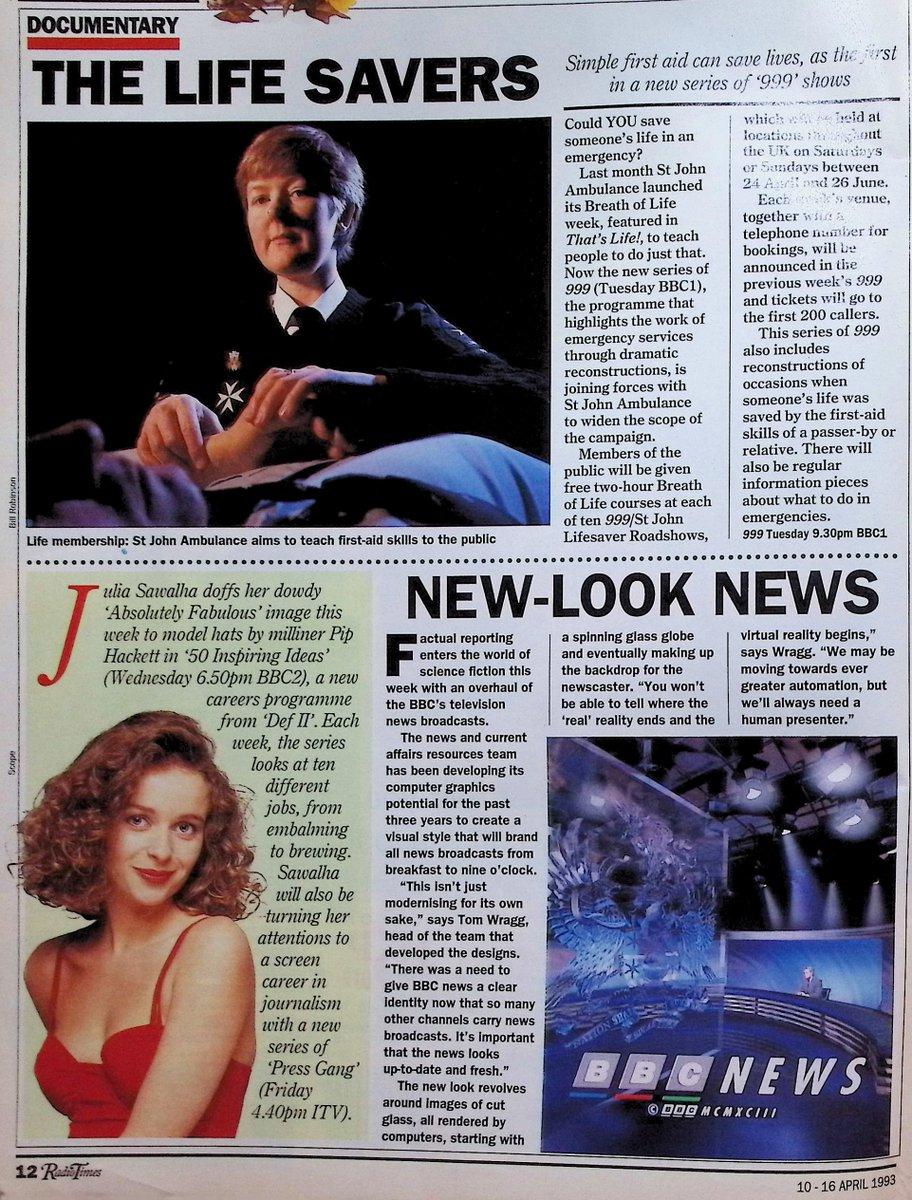 DOCUMENTARY
THE LIFE SAVERS
Simple first aid can save lives, as the first
in a new series of ‘999’ shows
Could YOU save
someone's life in an
emergency?
Last month St John
Ambulance launched
its Breath of Life
week, featured in
That's Life!, to teach
people to do just that.
Now the new series of
999 (Tuesday BBC1),
the programme that
highlights the work of
emergency services
through dramatic
reconstructions, is
joining forces with
St John Ambulance
to widen the scope of
the campaign.
Members of the
public will be given
free two-hour Breath
of Life courses at each
of ten 999/St John
Lifesaver Roadshows,
which will be held at
locations throughout
the UK on Saturdays
or Sundays between
24 April and 26 June.
Each week's venue,
together with a
telephone number for
bookings, will be
announced in the
previous week's 999
and tickets will go to
the first 200 callers.
This series of 999
also includes
reconstructions of
occasions when
someone's life was
saved by the first-aid
skills of a passer-by or
relative. There will
also be regular
information pieces
about what to do in
emergencies.
999 Tuesday 9.30pm BBC1
Bill Robinson
Life membership: St John Ambulance aims to teach first-aid skills to the public
Julia Sawalha doffs her dowdy
‘Absolutely Fabulous’ image this
week to model hats by milliner Pip
Hackett in ‘50 Inspiring Ideas’
(Wednesday 6.50pm BBC2), a new
careers programme
from ‘Def II’. Each
week, the series
looks at ten
different
jobs, from
embalming
to brewing.
Sawalha
will also be
turning her
attentions to
a screen
career in
journalism
with a new
series of
‘Press Gang’
(Friday
4.40pm ITV).
Scope
NEW-LOOK NEWS
Factual reporting
enters the world of
science fiction this
week with an overhaul of
the BBC's television
news broadcasts.
The news and current
affairs resources team
has been developing its
computer graphics
potential for the past
three years to create a
visual style that will brand
all news broadcasts from
breakfast to nine o'clock.
“This isn't just
modernising for its own
sake,” says Tom Wragg,
head of the team that
developed the designs.
“There was a need to
give BBC news a clear
identity now that so many
other channels carry news
broadcasts. It's important
that the news looks
up-to-date and fresh.”
The new look revolves
around images of cut
glass, all rendered by
computers, starting with
a spinning glass globe
and eventually making up
the backdrop for the
newscaster. “You won't
be able to tell where the
‘real’ reality ends and the
virtual reality begins,”
says Wragg. “We may be
moving towards ever
greater automation, but
we'll always need a
human presenter.”
BBC NEWS
© BBC MCMXCIII
12 RadioTimes
10 - 16 APRIL 1993